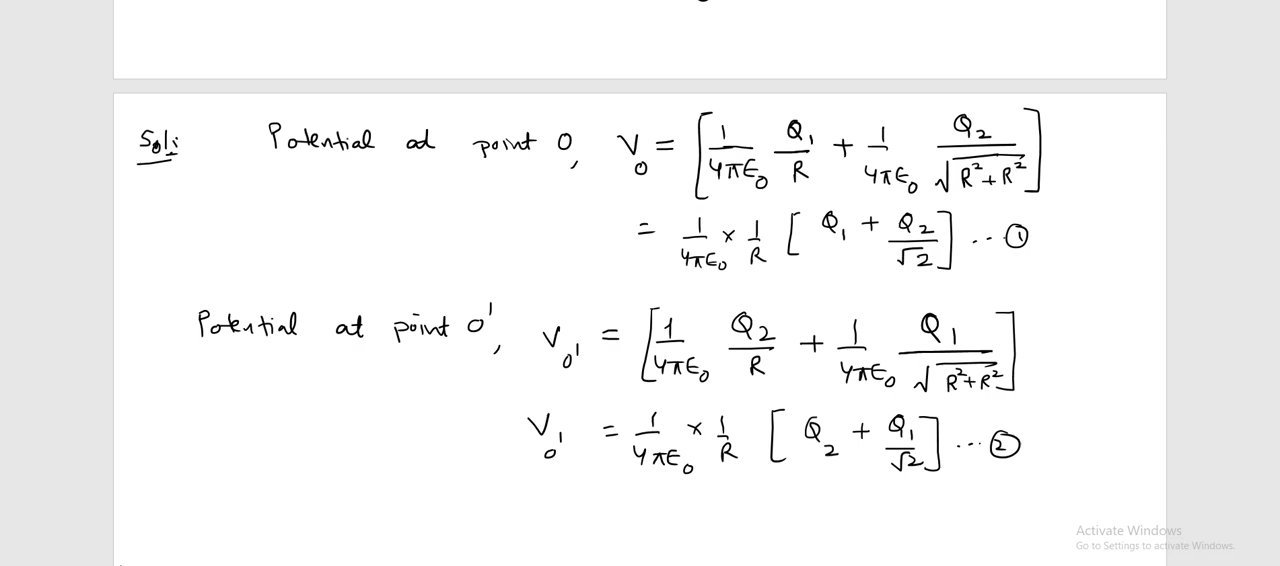 Sol: Potential at point O, V_O = [1/4πε₀ Q₁/R + 1/4πε₀ Q₂/√(R²+R²)]
= 1/4πε₀ × 1/R [Q₁ + Q₂/√2] ... ①
Potential at point O', V_O' = [1/4πε₀ Q₂/R + 1/4πε₀ Q₁/√(R²+R²)]
V_O' = 1/4πε₀ × 1/R [Q₂ + Q₁/√2] ... ②
Activate Windows
Go to Settings to activate Windows.